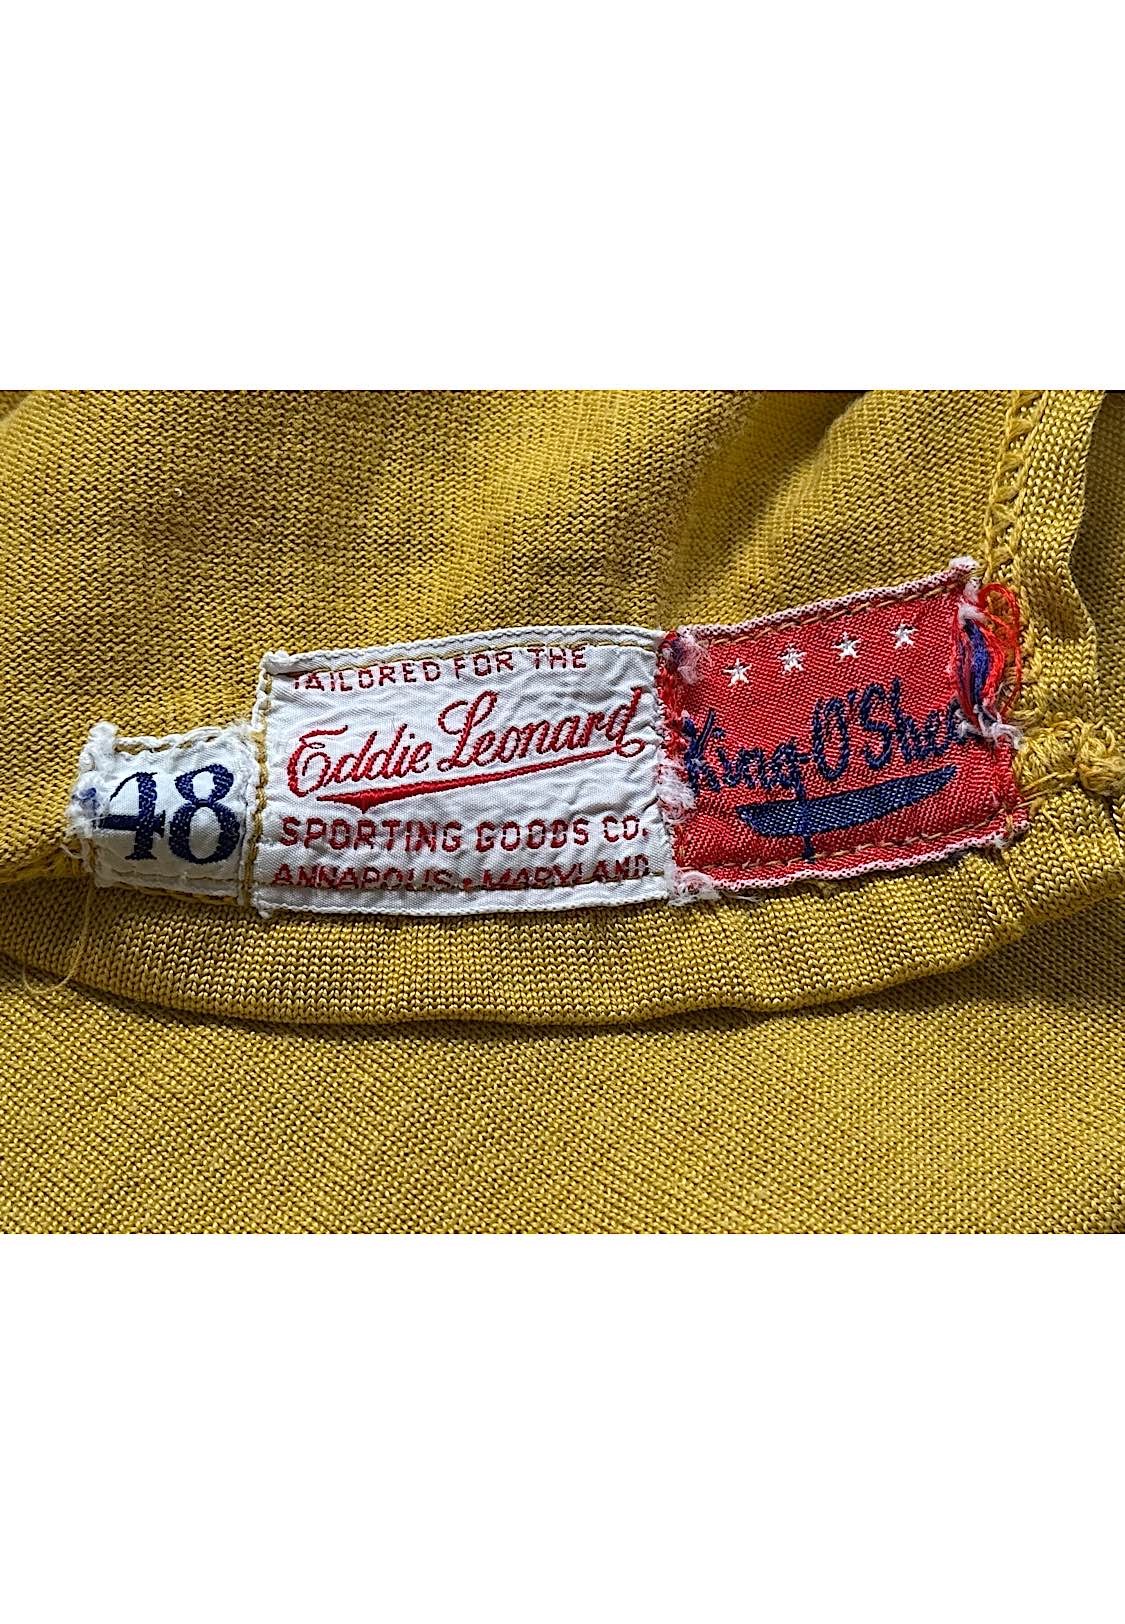 48
TAILORED FOR THE
Eddie Leonard
SPORTING GOODS CO.
ANNAPOLIS • MARYLAND
King-O'Shea